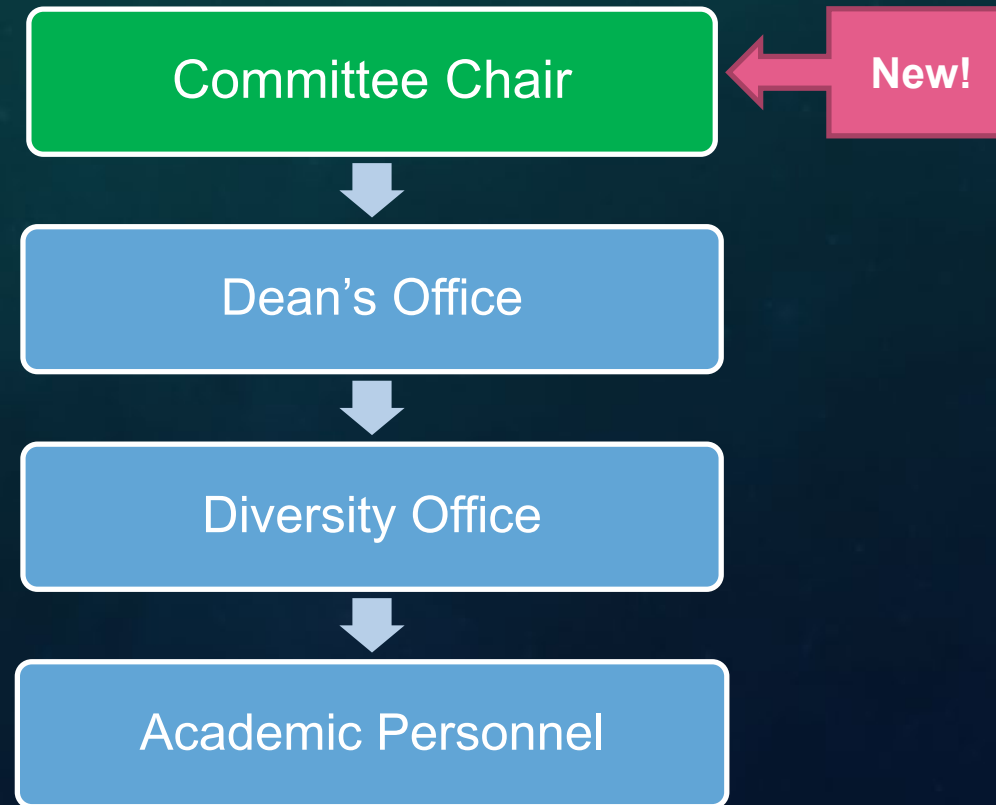 Committee Chair
New!
Dean’s Office
Diversity Office
Academic Personnel